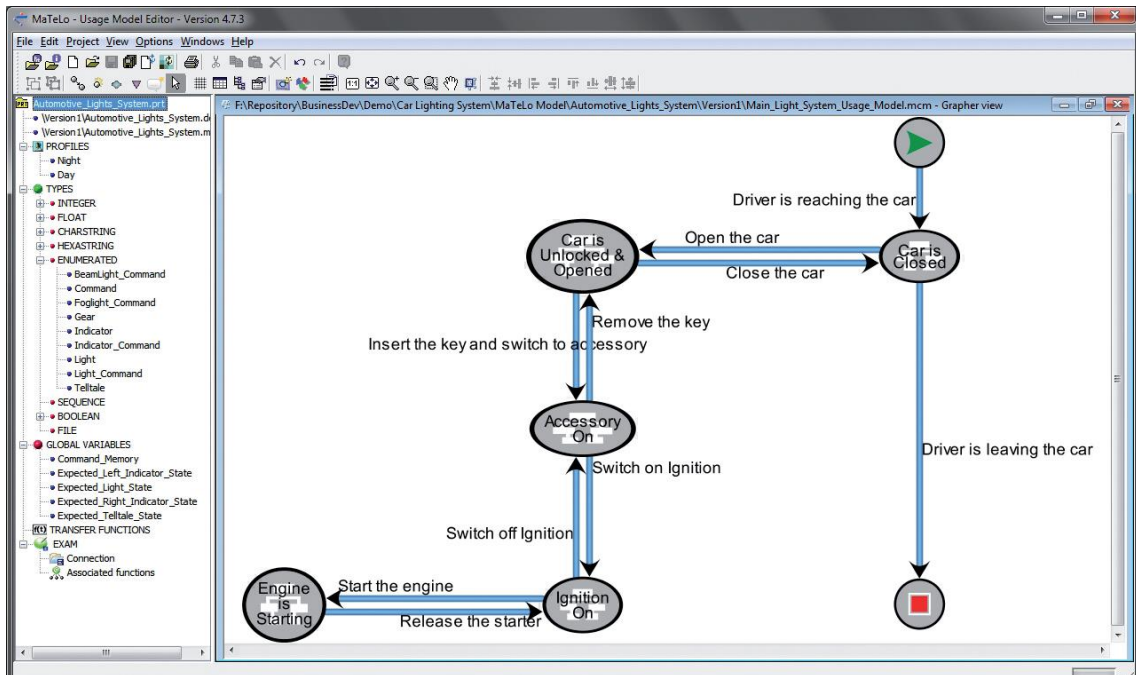 MaTeLo - Usage Model Editor - Version 4.7.3
File Edit Project View Options Windows Help
Automotive_Lights_System.prt
\Version1\Automotive_Lights_System.d
\Version1\Automotive_Lights_System.m
PROFILES
Night
Day
TYPES
INTEGER
FLOAT
CHARSTRING
HEXASTRING
ENUMERATED
BeamLight_Command
Command
Foglight_Command
Gear
Indicator
Indicator_Command
Light
Light_Command
Telltale
SEQUENCE
BOOLEAN
FILE
GLOBAL VARIABLES
Command_Memory
Expected_Left_Indicator_State
Expected_Light_State
Expected_Right_Indicator_State
Expected_Telltale_State
f(t) TRANSFER FUNCTIONS
EXAM
Connection
Associated functions
F:\Repository\BusinessDev\Demo\Car Lighting System\MaTeLo Model\Automotive_Lights_System\Version1\Main_Light_System_Usage_Model.mcm - Grapher view
Driver is reaching the car
Car is
Unlocked &
Opened
Open the car
Close the car
Car is
Closed
Remove the key
Insert the key and switch to accessory
Accessory
On
Switch on Ignition
Driver is leaving the car
Switch off Ignition
Engine
is
Starting
Start the engine
Release the starter
Ignition
On